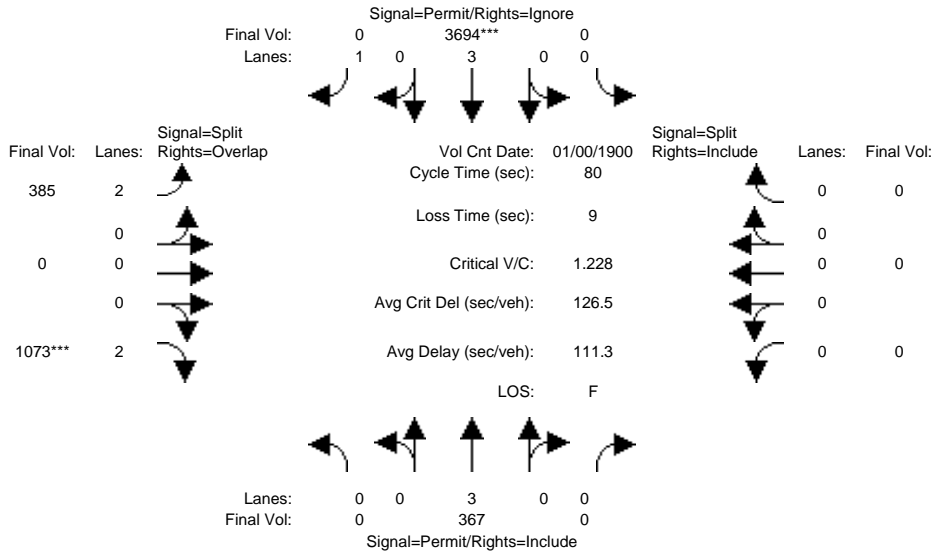 Signal=Permit/Rights=Ignore
Final Vol: 0 3694*** 0
Lanes: 1 0 3 0 0
Signal=Split Signal=Split
Final Vol: Lanes: Rights=Overlap Vol Cnt Date: 01/00/1900 Rights=Include Lanes: Final Vol:
Cycle Time (sec): 80
385 2 0 0
Loss Time (sec): 9
0 0
0 0 Critical V/C: 1.228 0 0
0 Avg Crit Del (sec/veh): 126.5 0
1073*** 2 Avg Delay (sec/veh): 111.3 0 0
LOS: F
Lanes: 0 0 3 0 0
Final Vol: 0 367 0
Signal=Permit/Rights=Include